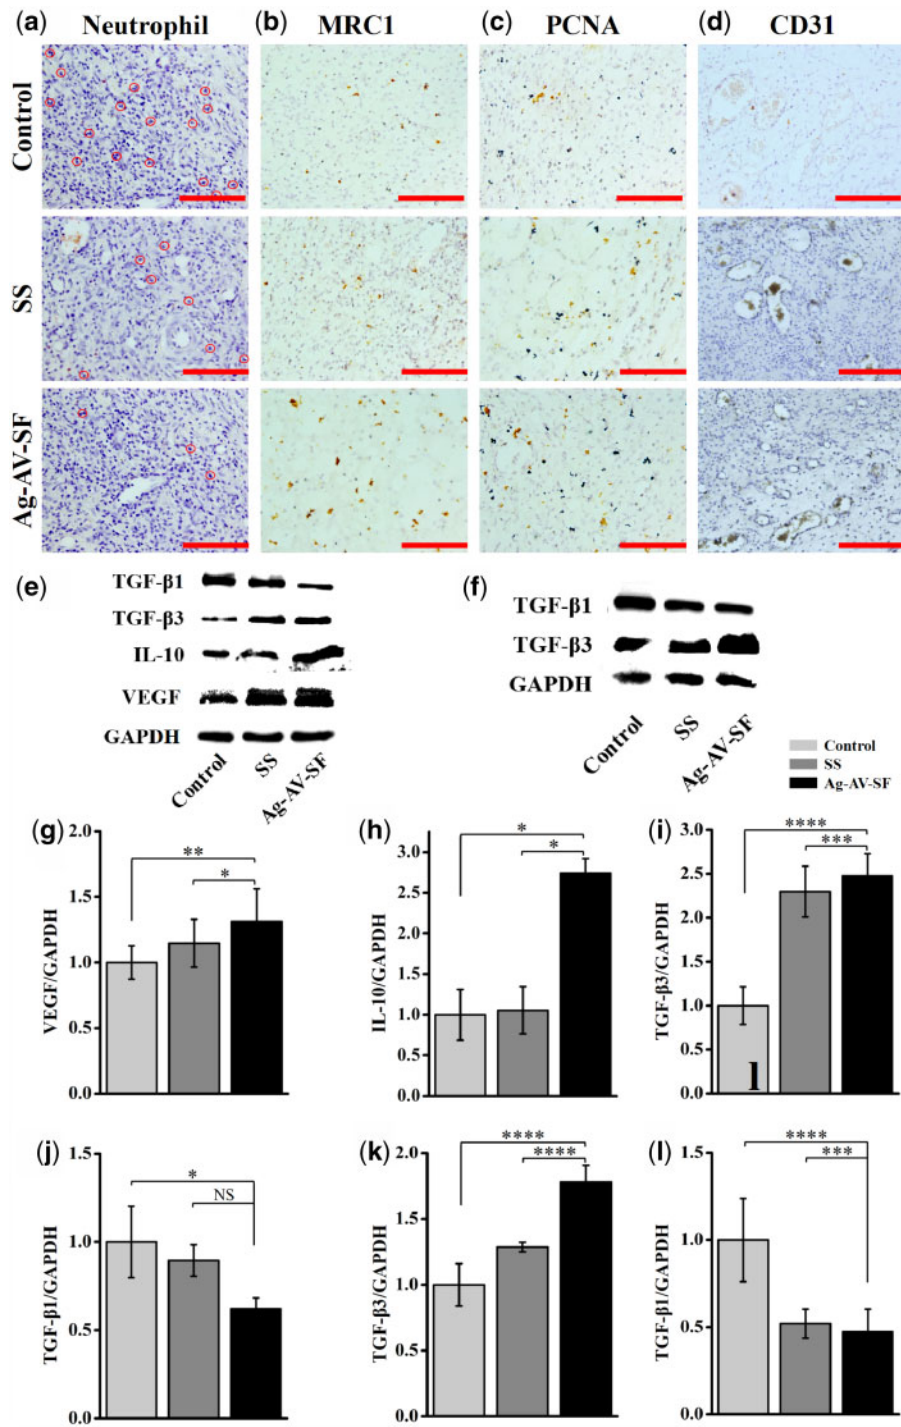 (a) Neutrophil (b) MRC1 (c) PCNA (d) CD31
Control
SS
Ag-AV-SF
(e)
TGF-β1
TGF-β3
IL-10
VEGF
GAPDH
Control SS Ag-AV-SF
(f)
TGF-β1
TGF-β3
GAPDH
Control SS Ag-AV-SF
Control
SS
Ag-AV-SF
(g)
VEGF/GAPDH
2.0
1.5
1.0
0.5
0.0
**
*
(h)
IL-10/GAPDH
3.0
2.5
2.0
1.5
1.0
0.5
0.0
*
*
(i)
TGF-β3/GAPDH
3.0
2.5
2.0
1.5
1.0
0.5
0.0
****
***
l
(j)
TGF-β1/GAPDH
1.5
1.0
0.5
0.0
*
NS
(k)
TGF-β3/GAPDH
2.0
1.5
1.0
0.5
0.0
****
****
(l)
TGF-β1/GAPDH
1.5
1.0
0.5
0.0
****
***